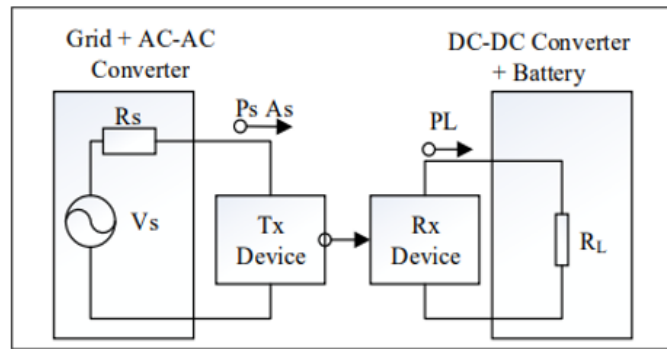 Grid + AC-AC
Converter
DC-DC Converter
+ Battery
Rs
Ps As
PL
Vs
Tx
Device
Rx
Device
RL